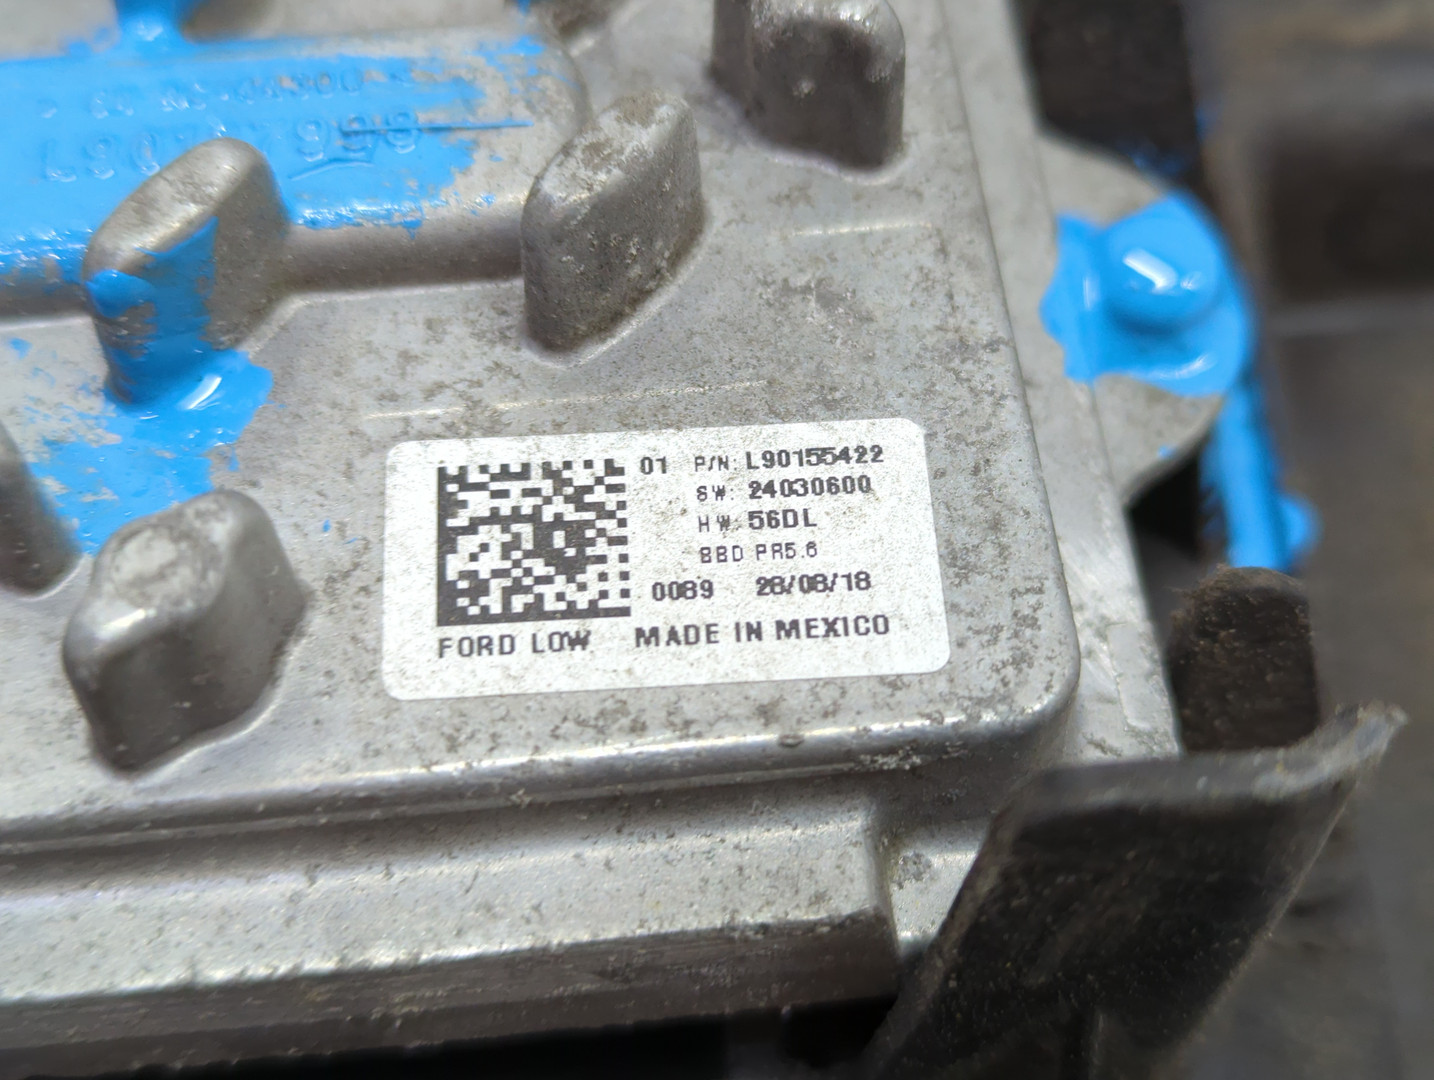 01 P/N: L90155422
SW: 24030600
HW: 56DL
BBD PR5.6
0089 28/08/18
FORD LOW MADE IN MEXICO